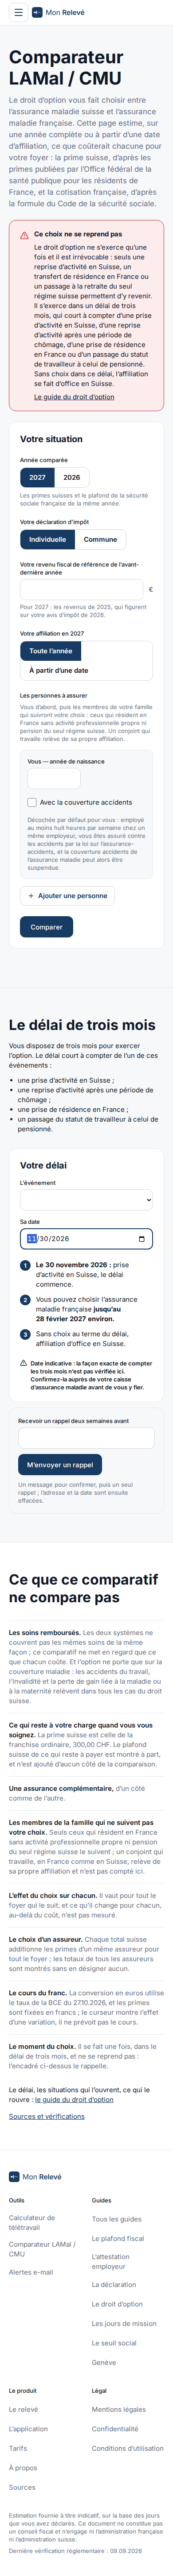 Mon Relevé
Comparateur
LAMal / CMU
Le droit d’option vous fait choisir entre
l’assurance maladie suisse et l’assurance
maladie française. Cette page estime, sur
une année complète ou à partir d’une date
d’affiliation, ce que coûterait chacune pour
votre foyer : la prime suisse, d’après les
primes publiées par l’Office fédéral de la
santé publique pour les résidents de
France, et la cotisation française, d’après
la formule du Code de la sécurité sociale.
Ce choix ne se reprend pas
Le droit d’option ne s’exerce qu’une
fois et il est irrévocable : seuls une
reprise d’activité en Suisse, un
transfert de résidence en France ou
un passage à la retraite du seul
régime suisse permettent d’y revenir.
Il s’exerce dans un délai de trois
mois, qui court à compter d’une prise
d’activité en Suisse, d’une reprise
d’activité après une période de
chômage, d’une prise de résidence
en France ou d’un passage du statut
de travailleur à celui de pensionné.
Sans choix dans ce délai, l’affiliation
se fait d’office en Suisse.
Le guide du droit d’option
Votre situation
Année comparée
2027 2026
Les primes suisses et le plafond de la sécurité
sociale française de la même année.
Votre déclaration d’impôt
Individuelle Commune
Votre revenu fiscal de référence de l’avant-
dernière année
€
Pour 2027 : les revenus de 2025, qui figurent
sur votre avis d’impôt de 2026.
Votre affiliation en 2027
Toute l’année
À partir d’une date
Les personnes à assurer
Vous d’abord, puis les membres de votre famille
qui suivront votre choix : ceux qui résident en
France sans activité professionnelle propre ni
pension du seul régime suisse. Un conjoint qui
travaille relève de sa propre affiliation.
Vous — année de naissance
Avec la couverture accidents
Décochée par défaut pour vous : employé
au moins huit heures par semaine chez un
même employeur, vous êtes assuré contre
les accidents par la loi sur l’assurance-
accidents, et la couverture accidents de
l’assurance maladie peut alors être
suspendue.
+ Ajouter une personne
Comparer
Le délai de trois mois
Vous disposez de trois mois pour exercer
l’option. Le délai court à compter de l’un de ces
événements :
• une prise d’activité en Suisse ;
• une reprise d’activité après une période de
chômage ;
• une prise de résidence en France ;
• un passage du statut de travailleur à celui de
pensionné.
Votre délai
L’événement
Sa date
11/30/2026
1 Le 30 novembre 2026 : prise
d’activité en Suisse, le délai
commence.
2 Vous pouvez choisir l’assurance
maladie française jusqu’au
28 février 2027 environ.
3 Sans choix au terme du délai,
affiliation d’office en Suisse.
Date indicative : la façon exacte de compter
les trois mois n’est pas vérifiée ici.
Confirmez-la auprès de votre caisse
d’assurance maladie avant de vous y fier.
Recevoir un rappel deux semaines avant
M’envoyer un rappel
Un message pour confirmer, puis un seul
rappel ; l’adresse et la date sont ensuite
effacées.
Ce que ce comparatif
ne compare pas
Les soins remboursés. Les deux systèmes ne
couvrent pas les mêmes soins de la même
façon ; ce comparatif ne met en regard que ce
que chacun coûte. Et l’option ne porte que sur la
couverture maladie : les accidents du travail,
l’invalidité et la perte de gain liée à la maladie ou
à la maternité relèvent dans tous les cas du droit
suisse.
Ce qui reste à votre charge quand vous vous
soignez. La prime suisse est celle de la
franchise ordinaire, 300,00 CHF. Le plafond
suisse de ce qui reste à payer est montré à part,
et n’est ajouté d’aucun côté de la comparaison.
Une assurance complémentaire, d’un côté
comme de l’autre.
Les membres de la famille qui ne suivent pas
votre choix. Seuls ceux qui résident en France
sans activité professionnelle propre ni pension
du seul régime suisse le suivent ; un conjoint qui
travaille, en France comme en Suisse, relève de
sa propre affiliation et n’est pas compté ici.
L’effet du choix sur chacun. Il vaut pour tout le
foyer qui le suit, et ce qu’il change pour chacun,
au-delà du coût, n’est pas mesuré.
Le choix d’un assureur. Chaque total suisse
additionne les primes d’un même assureur pour
tout le foyer ; les totaux de tous les assureurs
sont montrés sans en désigner aucun.
Le cours du franc. La conversion en euros utilise
le taux de la BCE du 27.10.2026, et les primes
sont fixées en francs ; le curseur montre l’effet
d’une variation, il ne prévoit pas le cours.
Le moment du choix. Il se fait une fois, dans le
délai de trois mois, et ne se reprend pas :
l’encadré ci-dessus le rappelle.
Le délai, les situations qui l’ouvrent, ce qui le
rouvre : le guide du droit d’option
Sources et vérifications
Mon Relevé
Outils
Calculateur de
télétravail
Comparateur LAMal /
CMU
Alertes e-mail
Guides
Tous les guides
Le plafond fiscal
L’attestation
employeur
La déclaration
Le droit d’option
Les jours de mission
Le seuil social
Genève
Le produit
Le relevé
L’application
Tarifs
À propos
Sources
Légal
Mentions légales
Confidentialité
Conditions d’utilisation
Estimation fournie à titre indicatif, sur la base des jours
que vous avez déclarés. Ce document ne constitue pas
un conseil fiscal et n’engage ni l’administration française
ni l’administration suisse.
Dernière vérification réglementaire : 09.09.2026